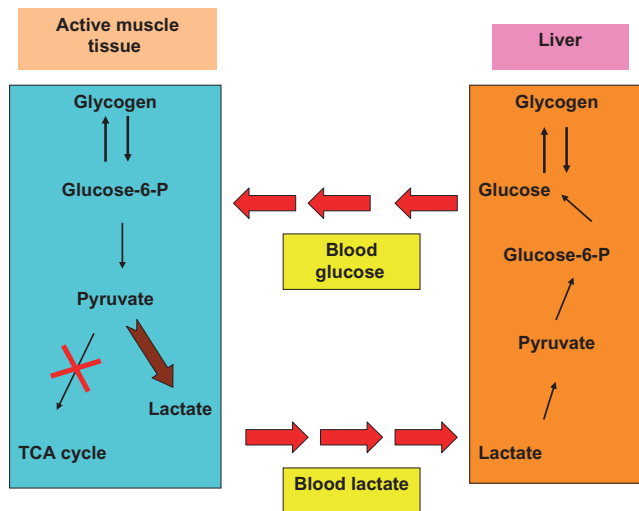 Active muscle
tissue
Liver
Glycogen
Glucose-6-P
Pyruvate
Lactate
TCA cycle
Blood
glucose
Blood lactate
Glycogen
Glucose
Glucose-6-P
Pyruvate
Lactate